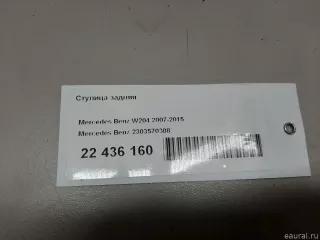 Ступица задняя
Mercedes Benz W204 2007-2015
Mercedes Benz 2303570308
22 436 160
eaural.ru